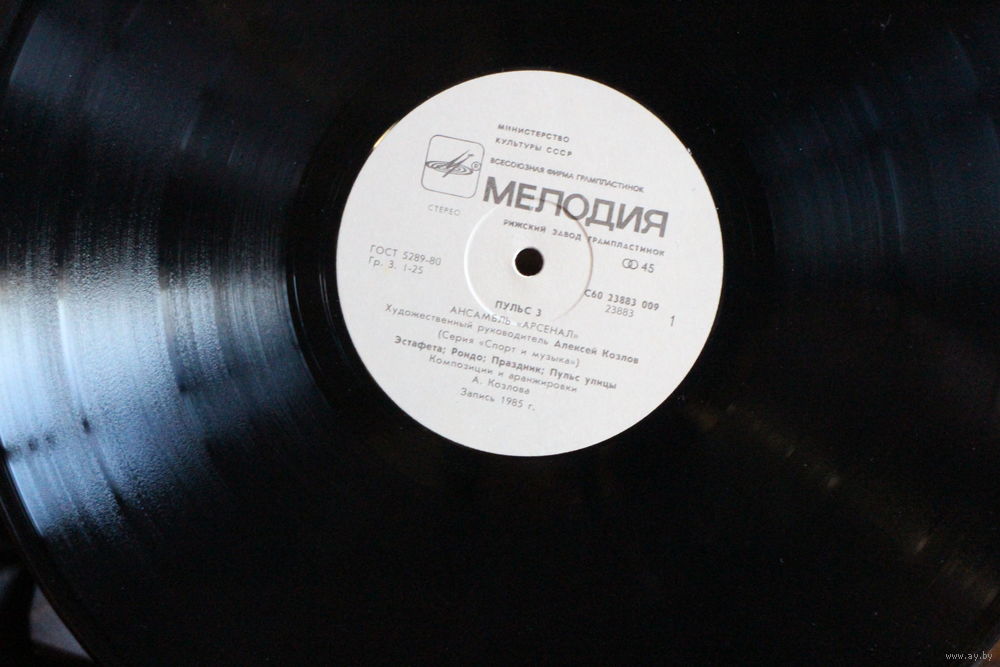 МИНИСТЕРСТВО
КУЛЬТУРЫ СССР
ВСЕСОЮЗНАЯ ФИРМА ГРАМПЛАСТИНОК
МЕЛОДИЯ
СТЕРЕО
РИЖСКИЙ ЗАВОД ГРАМПЛАСТИНОК
ГОСТ 5289-80
Гр. 3. 1-25
45
С60 23883 009
23883
1
ПУЛЬС 3
АНСАМБЛЬ «АРСЕНАЛ»
Художественный руководитель Алексей Козлов
(Серия «Спорт и музыка»)
Эстафета; Рондо; Праздник; Пульс улицы
Композиции и аранжировки
А. Козлова
Запись 1985 г.
www.ay.by